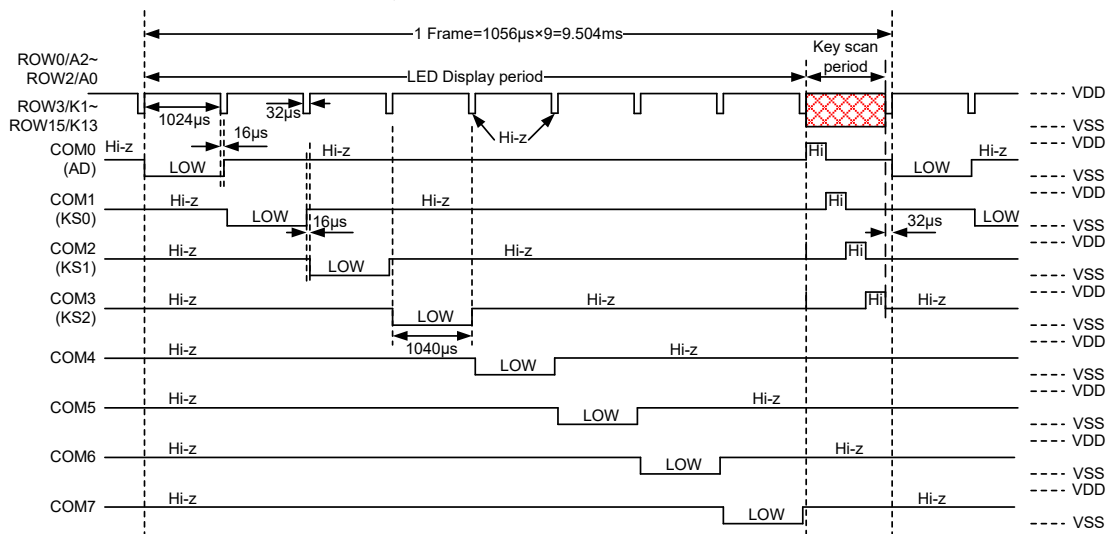 1 Frame=1056μs×9=9.504ms
Key scan
period
ROW0/A2~
ROW2/A0
LED Display period
VDD
ROW3/K1~
ROW15/K13
1024μs
32μs
Hi-z
VSS
16μs
COM0
(AD)
Hi-z
LOW
Hi-z
Hi
LOW
Hi-z
VDD
VSS
COM1
(KS0)
Hi-z
LOW
Hi-z
Hi
LOW
VDD
VSS
16μs
32μs
COM2
(KS1)
Hi-z
LOW
Hi-z
Hi
VDD
VSS
COM3
(KS2)
Hi-z
LOW
Hi-z
Hi
Hi-z
VDD
VSS
1040μs
COM4
Hi-z
LOW
Hi-z
VDD
VSS
COM5
Hi-z
LOW
Hi-z
VDD
VSS
COM6
Hi-z
LOW
Hi-z
VDD
VSS
COM7
Hi-z
LOW
Hi-z
VDD
VSS